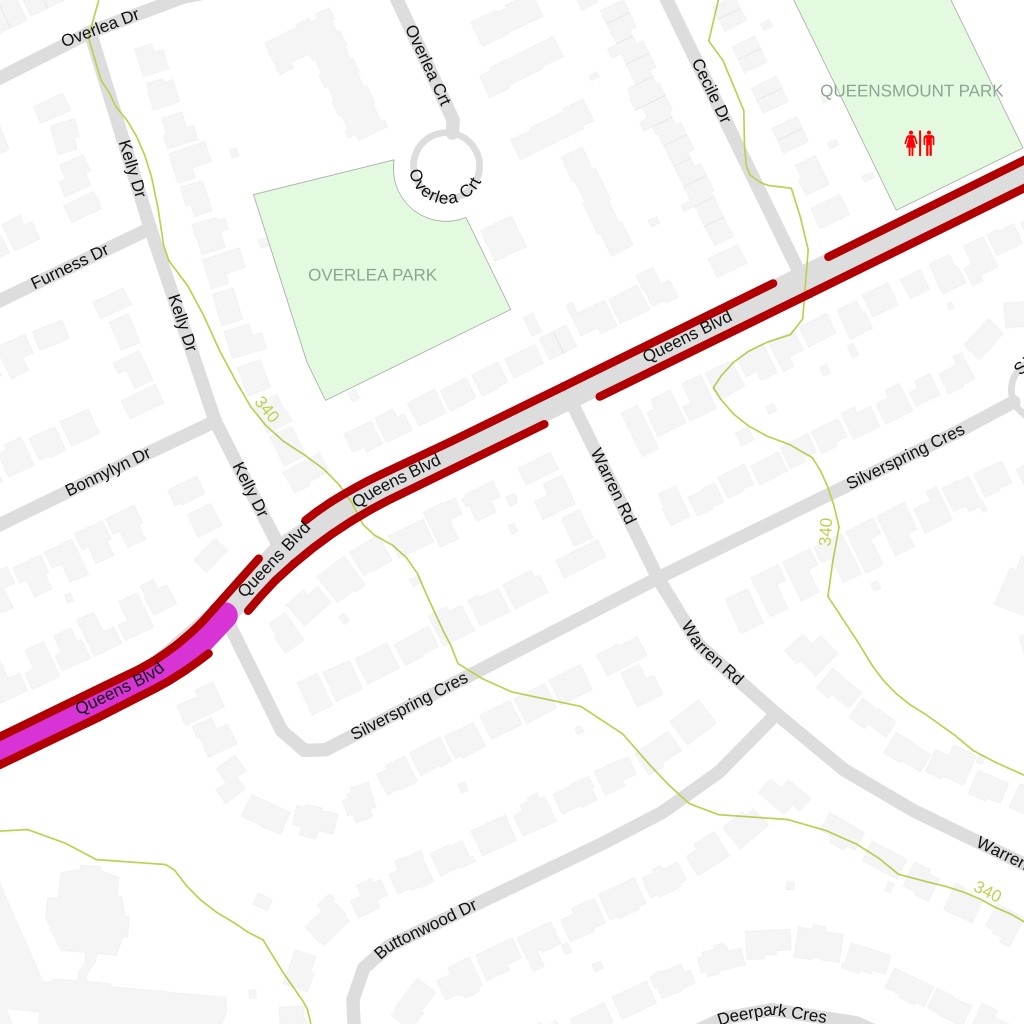 Overlea Dr
Overlea Crt
Cecile Dr
QUEENSMOUNT PARK
Kelly Dr
Overlea Crt
Furness Dr
OVERLEA PARK
Kelly Dr
Queens Blvd
340
Silverspring Cres
Bonnylyn Dr
Kelly Dr
Queens Blvd
Warren Rd
340
Queens Blvd
Warren Rd
Queens Blvd
Silverspring Cres
Warren
340
Buttonwood Dr
Deerpark Cres